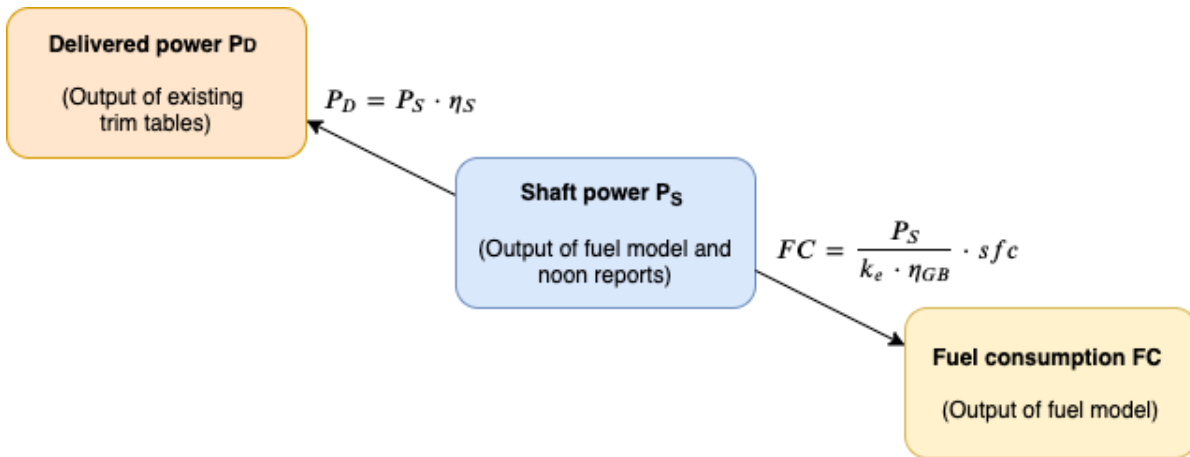 Delivered power PD
(Output of existing
trim tables)
P_D = P_S · η_S
Shaft power P_S
(Output of fuel model and
noon reports)
FC = P_S / (k_e · η_GB) · sfc
Fuel consumption FC
(Output of fuel model)